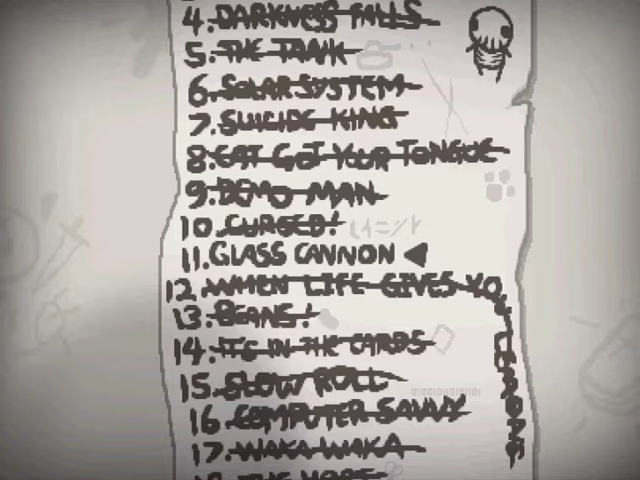 4. DARKNESS FALLS
5. THE TANK
6. SOLAR SYSTEM
7. SUICIDE KING
8. CAT GOT YOUR TONGUE
9. DEMO MAN
10. CURSED!
11. GLASS CANNON
12. WHEN LIFE GIVES YOU LEMONS
13. BEANS!
14. IT'S IN THE CARDS
15. SLOW ROLL
16. COMPUTER SAVVY
17. WAKA WAKA